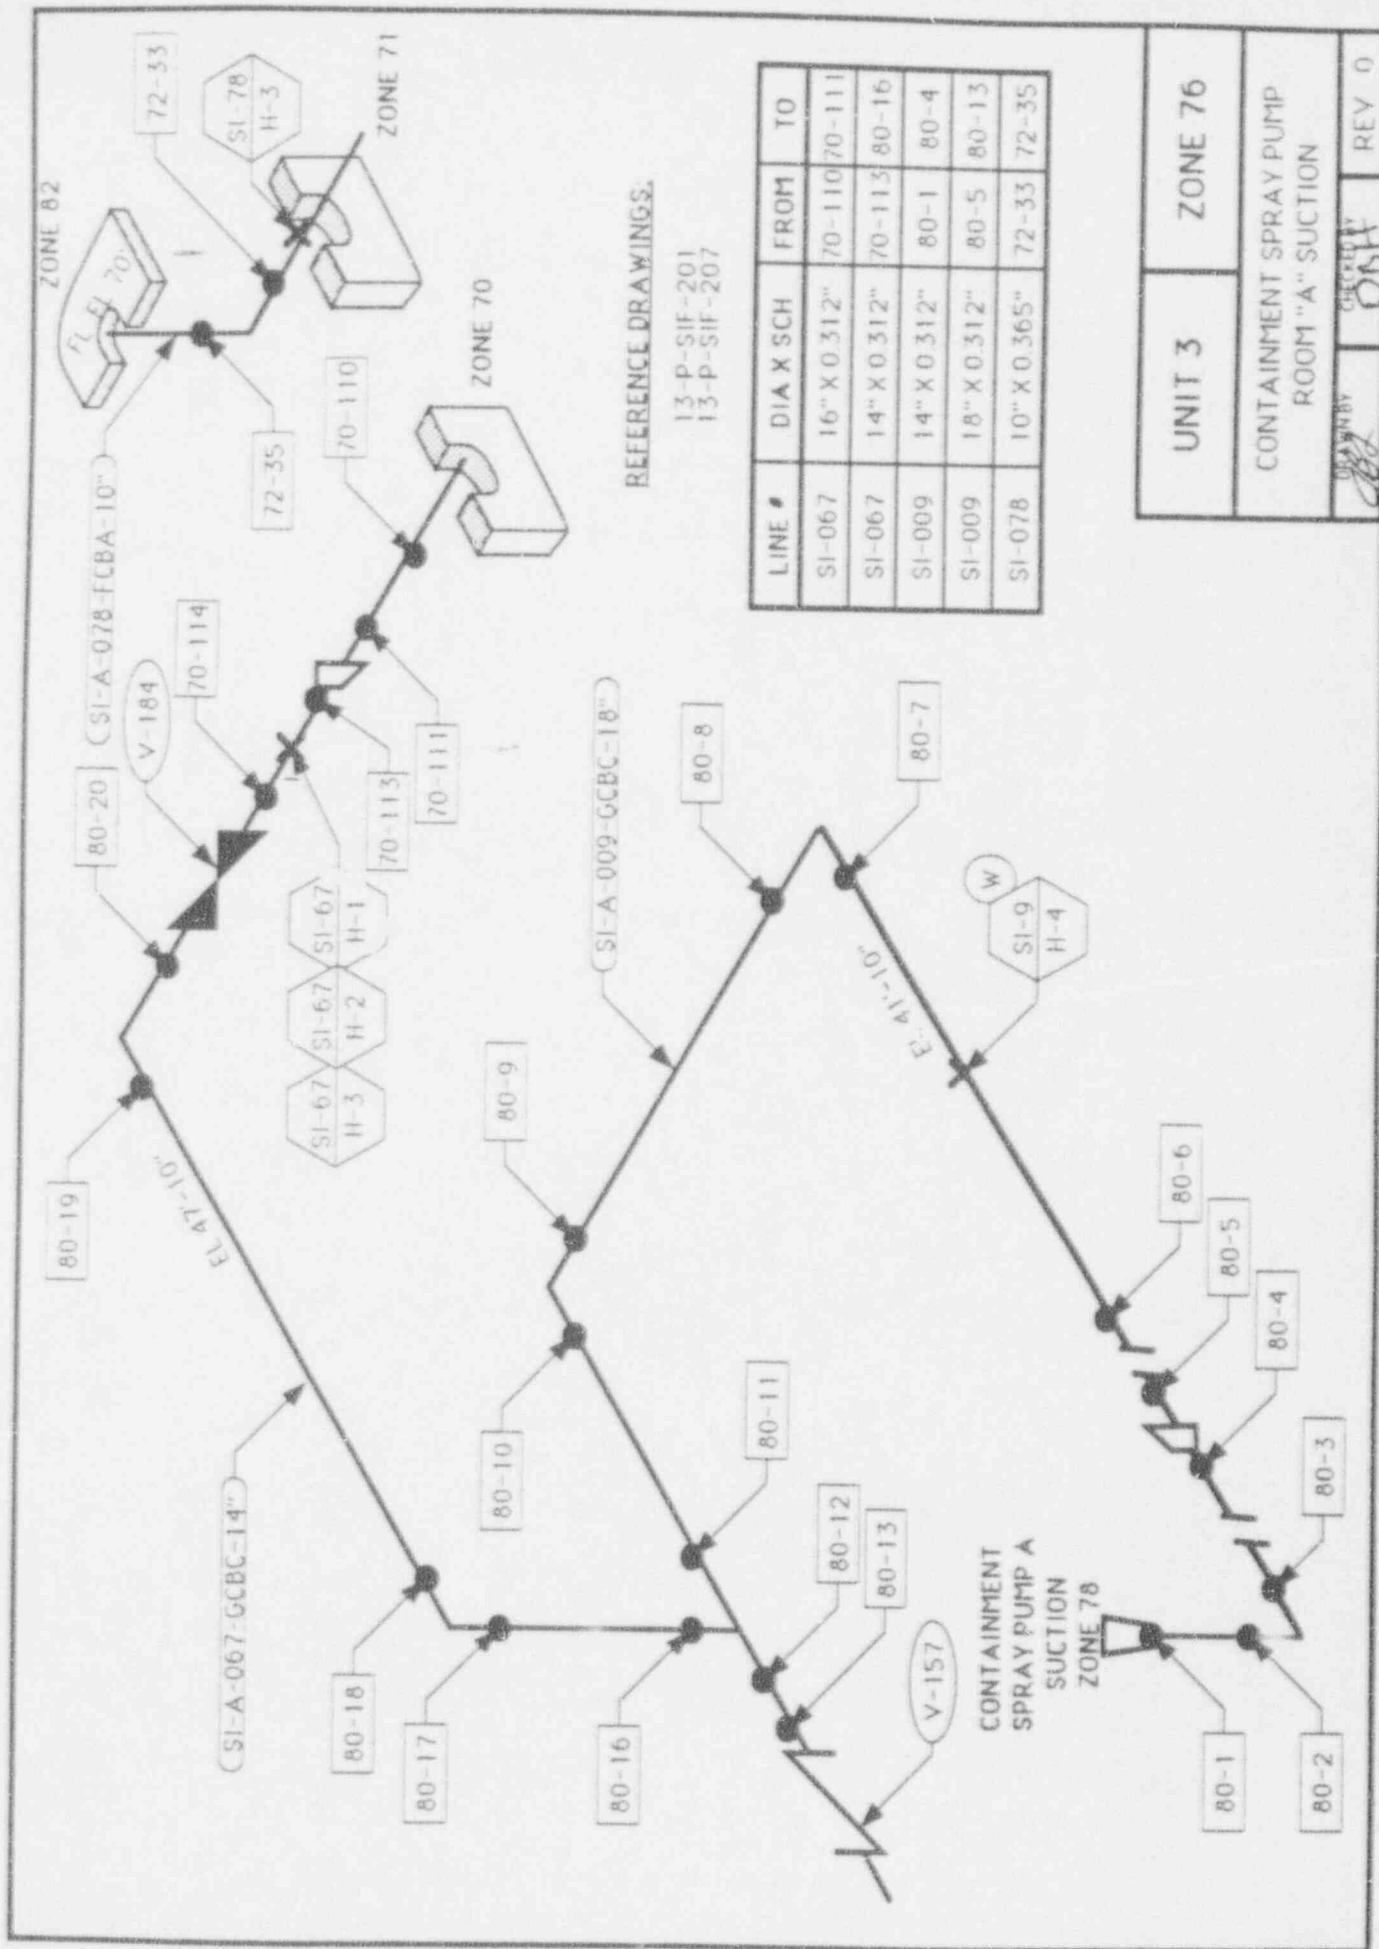 ZONE 82
72-33
SI-78
H-3
ZONE 71
FL EL 70'
SI-A-078-FCBA-10"
72-35
ZONE 70
70-110
80-20
V-184
70-114
70-113
70-111
80-19
EL 47'-10"
SI-67
H-3
SI-67
H-2
SI-67
H-1
SI-A-067-GCBC-14"
80-18
80-17
80-16
80-9
80-10
80-11
80-12
80-13
V-157
SI-A-009-GCBC-18"
80-8
80-7
EL. 41'-10"
W
SI-9
H-4
80-6
80-5
80-4
80-3
CONTAINMENT
SPRAY PUMP A
SUCTION
ZONE 78
80-1
80-2
REFERENCE DRAWINGS:
13-P-SIF-201
13-P-SIF-207
LINE # DIA X SCH FROM TO
SI-067 16" X 0.312" 70-110 70-111
SI-067 14" X 0.312" 70-113 80-16
SI-009 14" X 0.312" 80-1 80-4
SI-009 18" X 0.312" 80-5 80-13
SI-078 10" X 0.365" 72-33 72-35
UNIT 3 ZONE 76
CONTAINMENT SPRAY PUMP
ROOM "A" SUCTION
DRAWN BY CHECKED BY REV 0